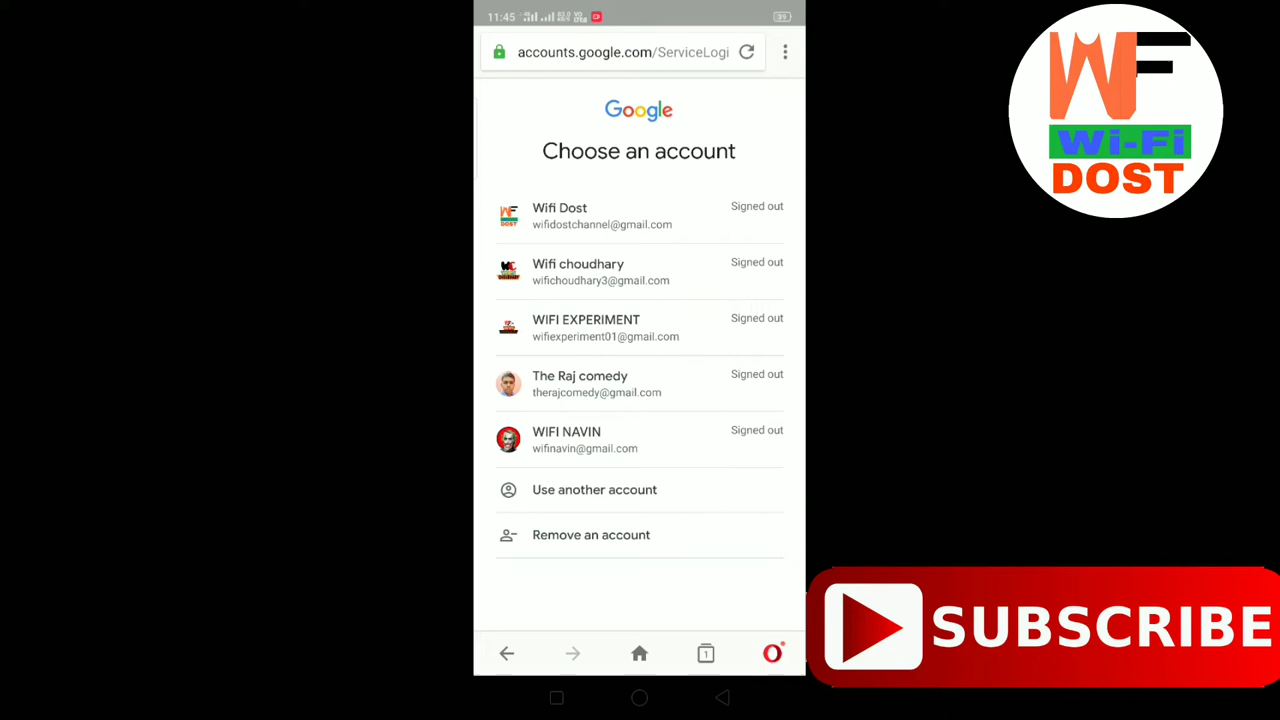 11:45
39
accounts.google.com/ServiceLogi
Google
Choose an account
Wifi Dost
wifidostchannel@gmail.com
Signed out
Wifi choudhary
wifichoudhary3@gmail.com
Signed out
WIFI EXPERIMENT
wifiexperiment01@gmail.com
Signed out
The Raj comedy
therajcomedy@gmail.com
Signed out
WIFI NAVIN
wifinavin@gmail.com
Signed out
Use another account
Remove an account
1
WF
Wi-Fi
DOST
SUBSCRIBE